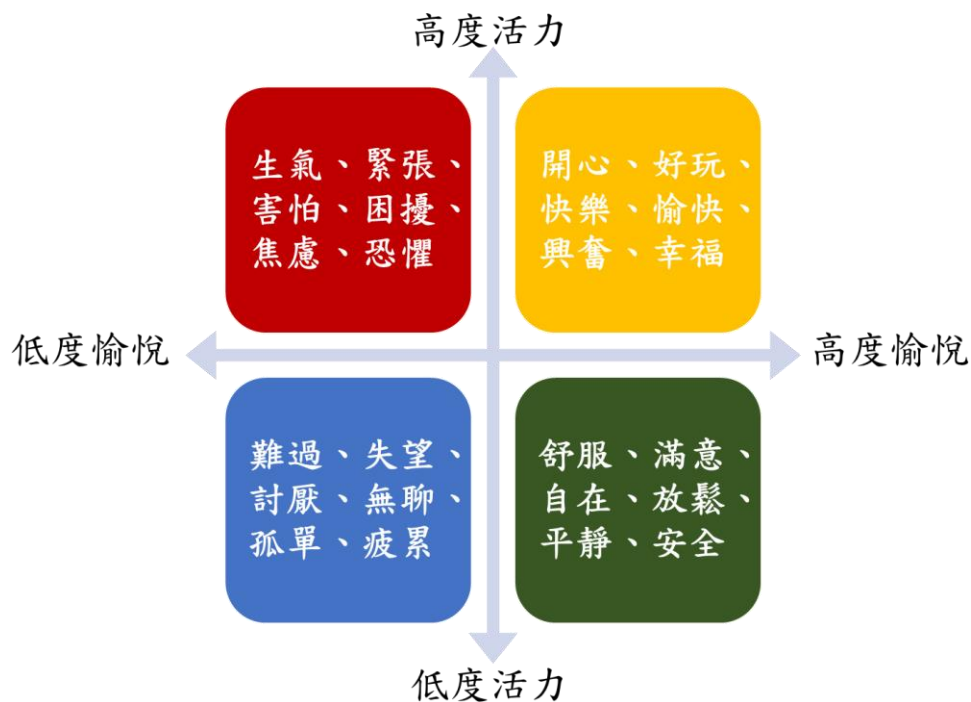 高度活力
生氣、緊張、
害怕、困擾、
焦慮、恐懼
開心、好玩、
快樂、愉快、
興奮、幸福
低度愉悅
高度愉悅
難過、失望、
討厭、無聊、
孤單、疲累
舒服、滿意、
自在、放鬆、
平靜、安全
低度活力